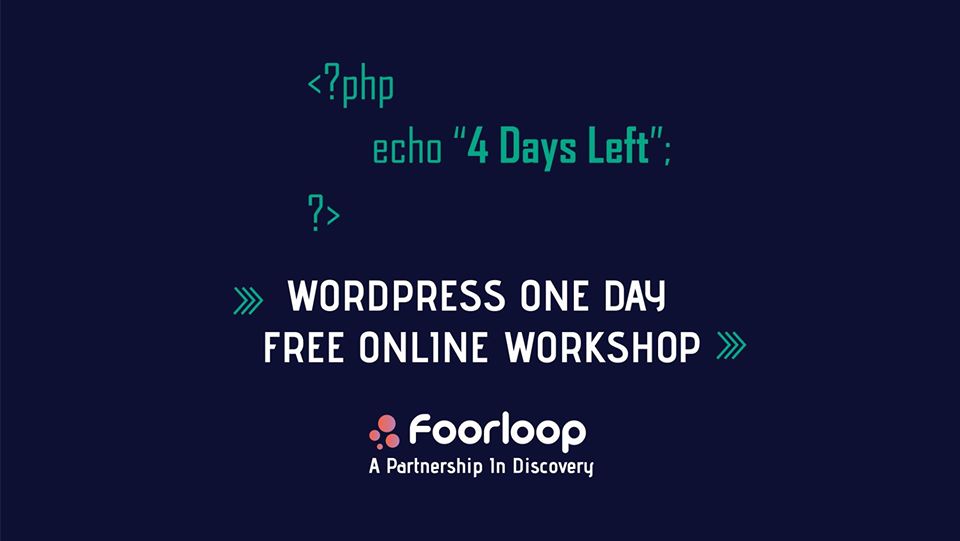 <?php
echo “4 Days Left”;
?>
WORDPRESS ONE DAY
FREE ONLINE WORKSHOP
Foorloop
A Partnership In Discovery